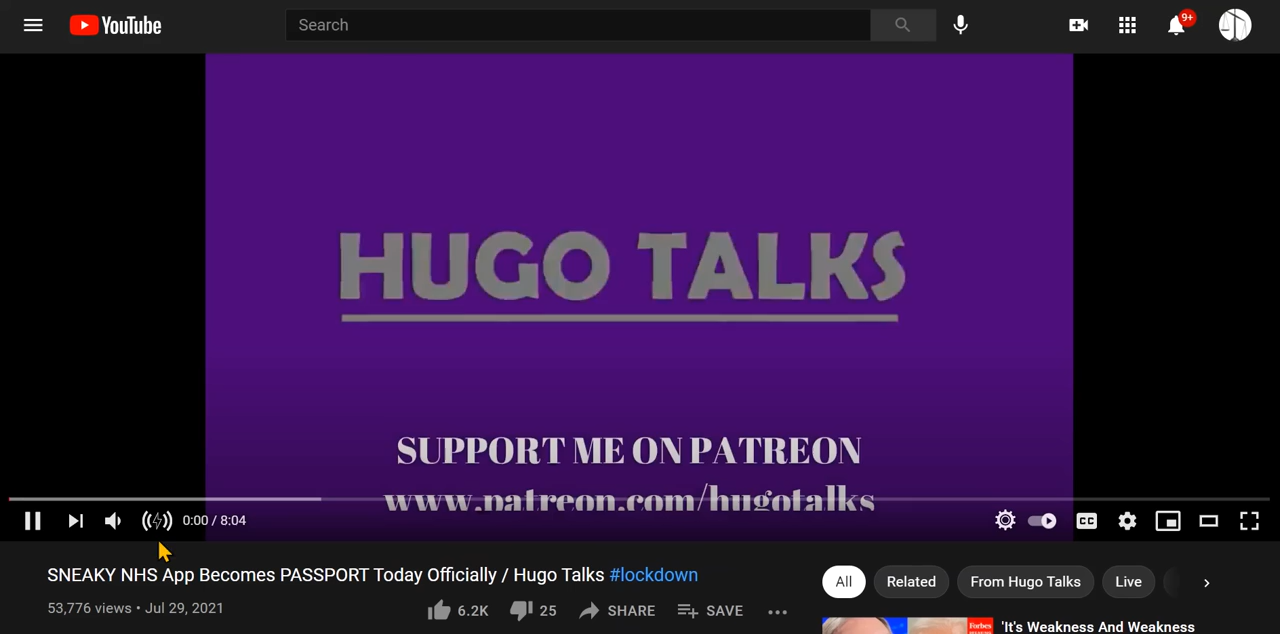 YouTube
Search
9+
HUGO TALKS
SUPPORT ME ON PATREON
www.patreon.com/hugotalks
0:00 / 8:04
CC
SNEAKY NHS App Becomes PASSPORT Today Officially / Hugo Talks #lockdown
53,776 views • Jul 29, 2021
6.2K
25
SHARE
SAVE
All
Related
From Hugo Talks
Live
Forbes
'It's Weakness And Weakness